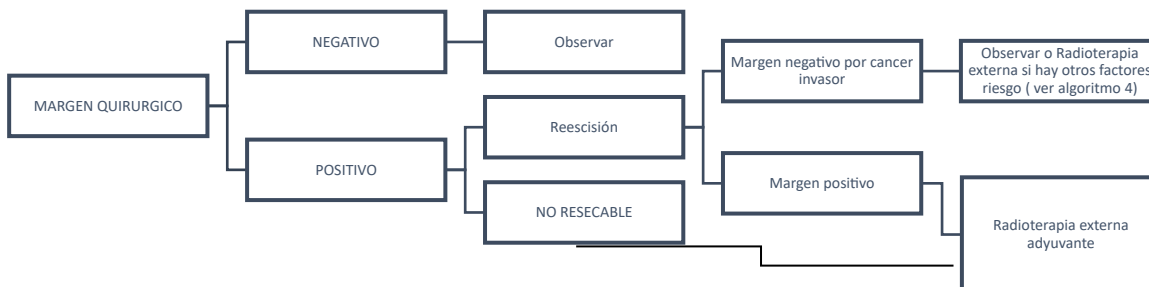 MARGEN QUIRURGICO
NEGATIVO
Observar
POSITIVO
Reescisión
NO RESECABLE
Margen negativo por cancer
invasor
Observar o Radioterapia
externa si hay otros factores
riesgo ( ver algoritmo 4)
Margen positivo
Radioterapia externa
adyuvante